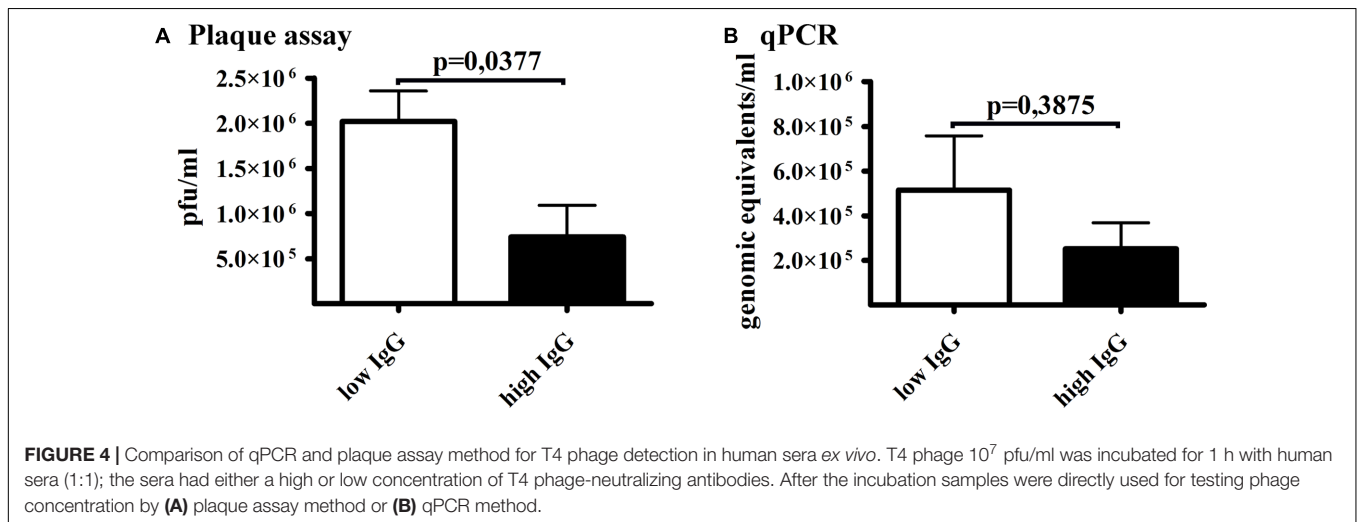 A Plaque assay
p=0,0377
pfu/ml
2.5×10⁶
2.0×10⁶
1.5×10⁶
1.0×10⁶
5.0×10⁵
low IgG
high IgG
B qPCR
p=0,3875
genomic equivalents/ml
1.0×10⁶
8.0×10⁵
6.0×10⁵
4.0×10⁵
2.0×10⁵
low IgG
high IgG
FIGURE 4 | Comparison of qPCR and plaque assay method for T4 phage detection in human sera ex vivo. T4 phage 10⁷ pfu/ml was incubated for 1 h with human
sera (1:1); the sera had either a high or low concentration of T4 phage-neutralizing antibodies. After the incubation samples were directly used for testing phage
concentration by (A) plaque assay method or (B) qPCR method.